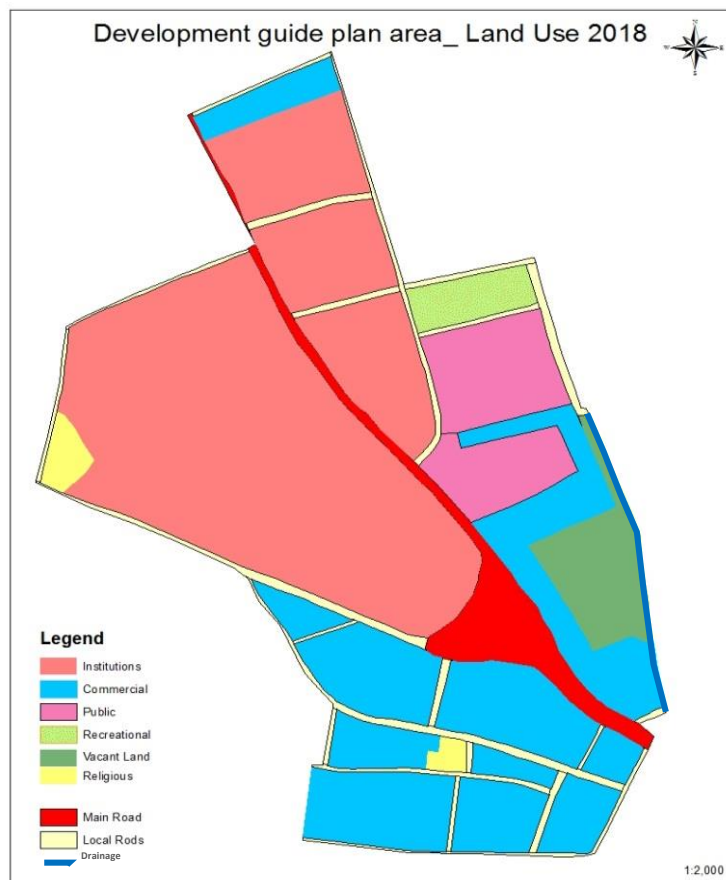 Development guide plan area_ Land Use 2018
N
Legend
Institutions
Commercial
Public
Recreational
Vacant Land
Religious
Main Road
Local Rods
Drainage
1:2,000